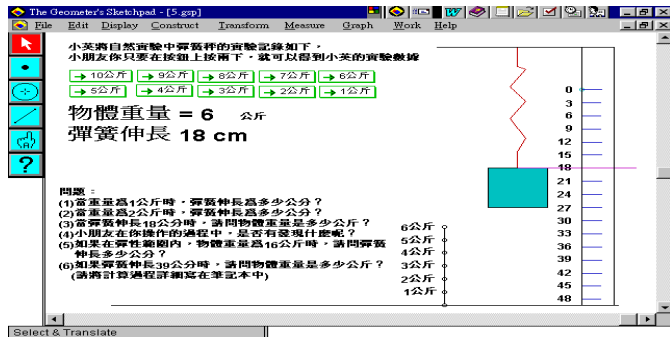 The Geometer's Sketchpad - [5.gsp]
File Edit Display Construct Transform Measure Graph Work Help
小英將自然實驗中彈簧秤的實驗記錄如下，
小朋友你只要在按鈕上按兩下，就可以得到小英的實驗數據
10公斤 9公斤 8公斤 7公斤 6公斤
5公斤 4公斤 3公斤 2公斤 1公斤
物體重量 = 6 公斤
彈簧伸長 18 cm
問題：
(1)當重量為1公斤時，彈簧伸長為多少公分？
(2)當重量為2公斤時，彈簧伸長為多少公分？
(3)當彈簧伸長18公分時，請問物體重量是多少公斤？
(4)小朋友在你操作的過程中，是否有發現什麼呢？
(5)如果在彈性範圍內，物體重量為16公斤時，請問彈簧
伸長多少公分？
(6)如果彈簧伸長39公分時，請問物體重量是多少公斤？
(請將計算過程詳細寫在筆記本中)
6公斤
5公斤
4公斤
3公斤
2公斤
1公斤
0
3
6
9
12
15
18
21
24
27
30
33
36
39
42
45
48
Select & Translate